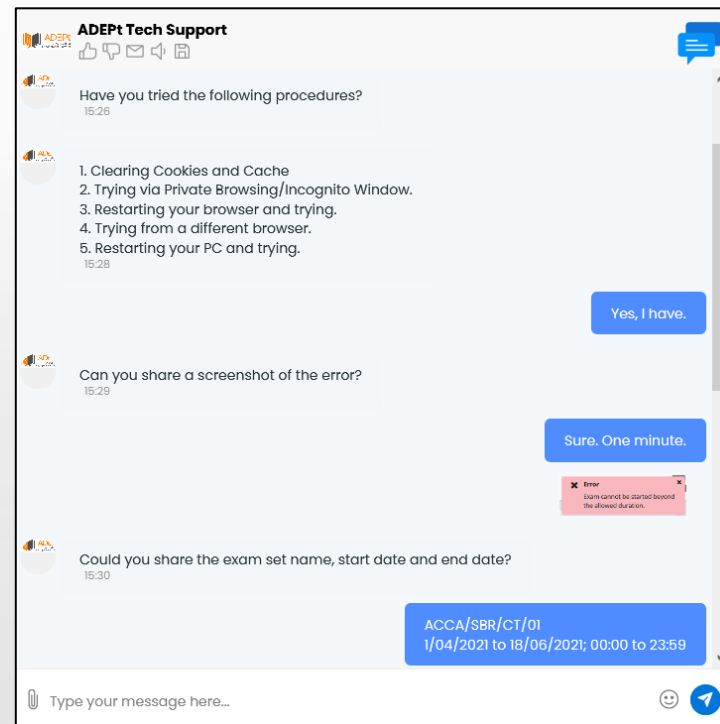 ADEPt
ADEPt Tech Support
Have you tried the following procedures?
15:26
1. Clearing Cookies and Cache
2. Trying via Private Browsing/Incognito Window.
3. Restarting your browser and trying.
4. Trying from a different browser.
5. Restarting your PC and trying.
15:28
Yes, I have.
Can you share a screenshot of the error?
15:29
Sure. One minute.
Error
Exam cannot be started beyond
the allowed duration.
Could you share the exam set name, start date and end date?
15:30
ACCA/SBR/CT/01
1/04/2021 to 18/06/2021; 00:00 to 23:59
Type your message here...